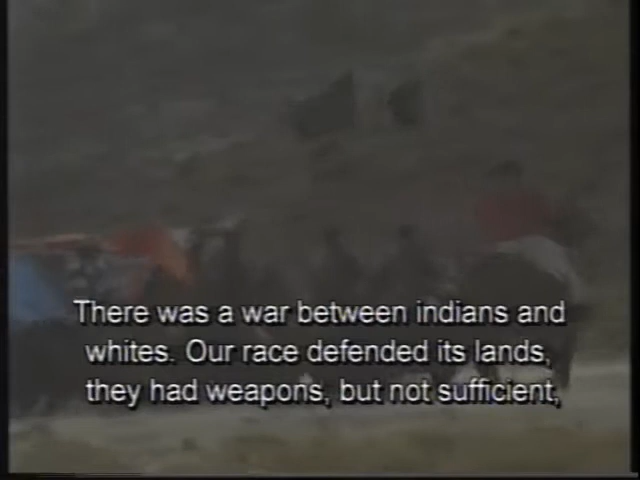 There was a war between indians and
whites. Our race defended its lands,
they had weapons, but not sufficient,